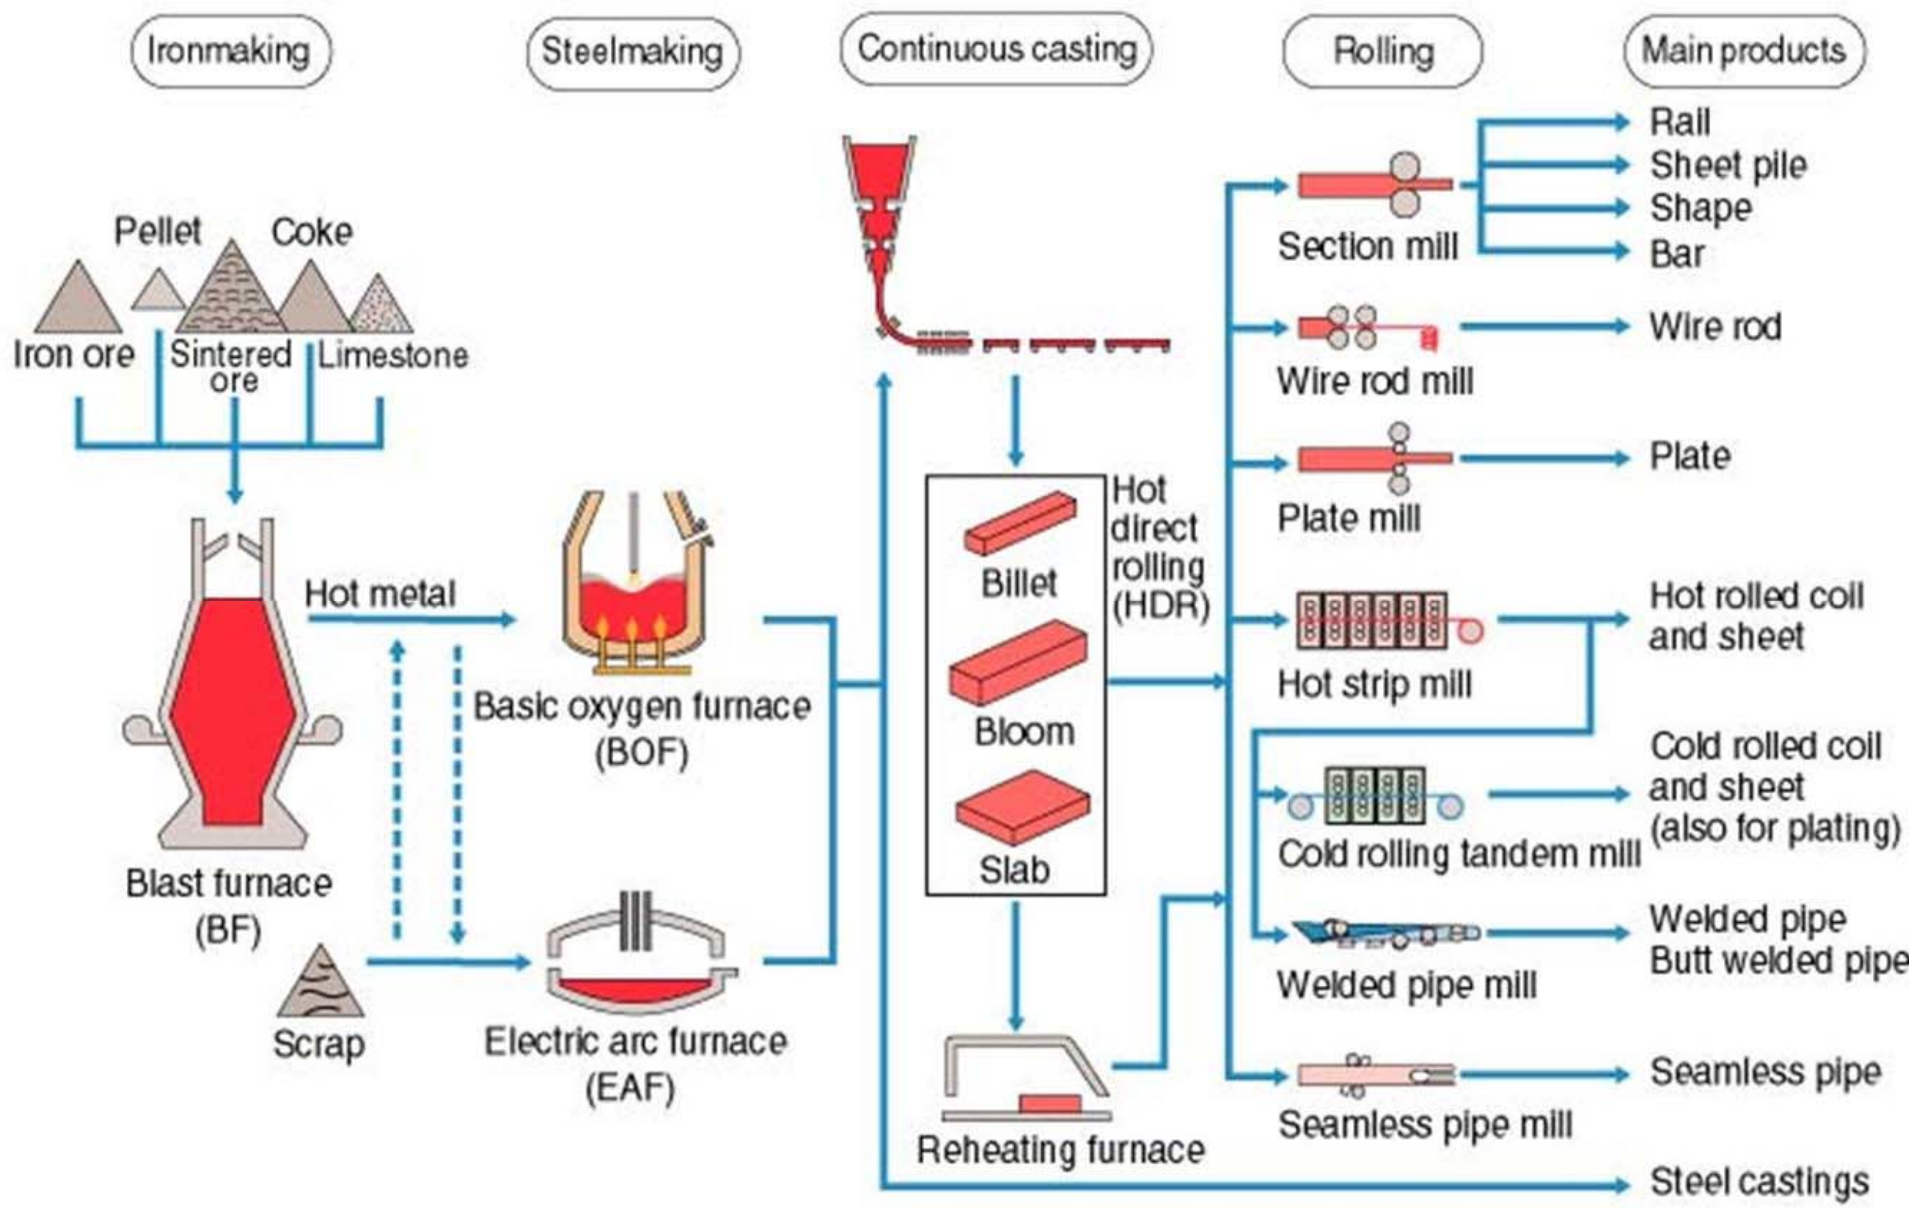 Ironmaking
Steelmaking
Continuous casting
Rolling
Main products
Pellet
Coke
Iron ore
Sintered
ore
Limestone
Blast furnace
(BF)
Hot metal
Scrap
Basic oxygen furnace
(BOF)
Electric arc furnace
(EAF)
Billet
Bloom
Slab
Hot
direct
rolling
(HDR)
Reheating furnace
Section mill
Wire rod mill
Plate mill
Hot strip mill
Cold rolling tandem mill
Welded pipe mill
Seamless pipe mill
Rail
Sheet pile
Shape
Bar
Wire rod
Plate
Hot rolled coil
and sheet
Cold rolled coil
and sheet
(also for plating)
Welded pipe
Butt welded pipe
Seamless pipe
Steel castings